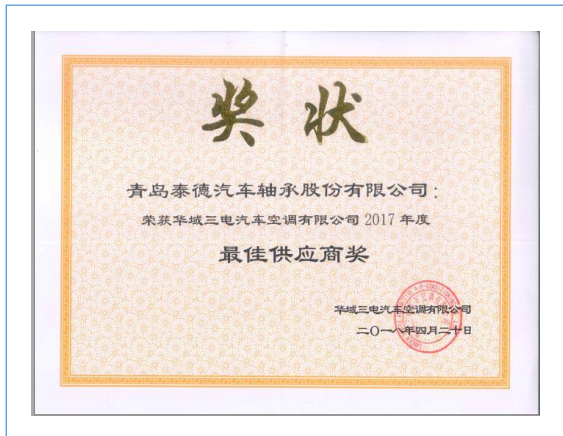 奖状
青岛泰德汽车轴承股份有限公司：
荣获华域三电汽车空调有限公司 2017 年度
最佳供应商奖
华域三电汽车空调有限公司
二〇一八年四月二十日